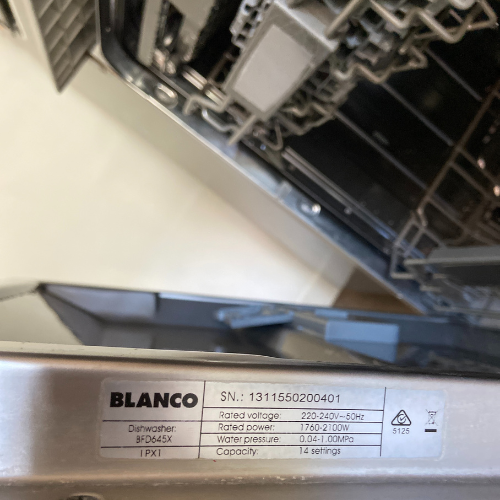 BLANCO
SN.: 1311550200401
Dishwasher:
BFD645X
IPX1
Rated voltage: 220-240V~50Hz
Rated power: 1760-2100W
Water pressure: 0.04-1.00MPa
Capacity: 14 settings
5125